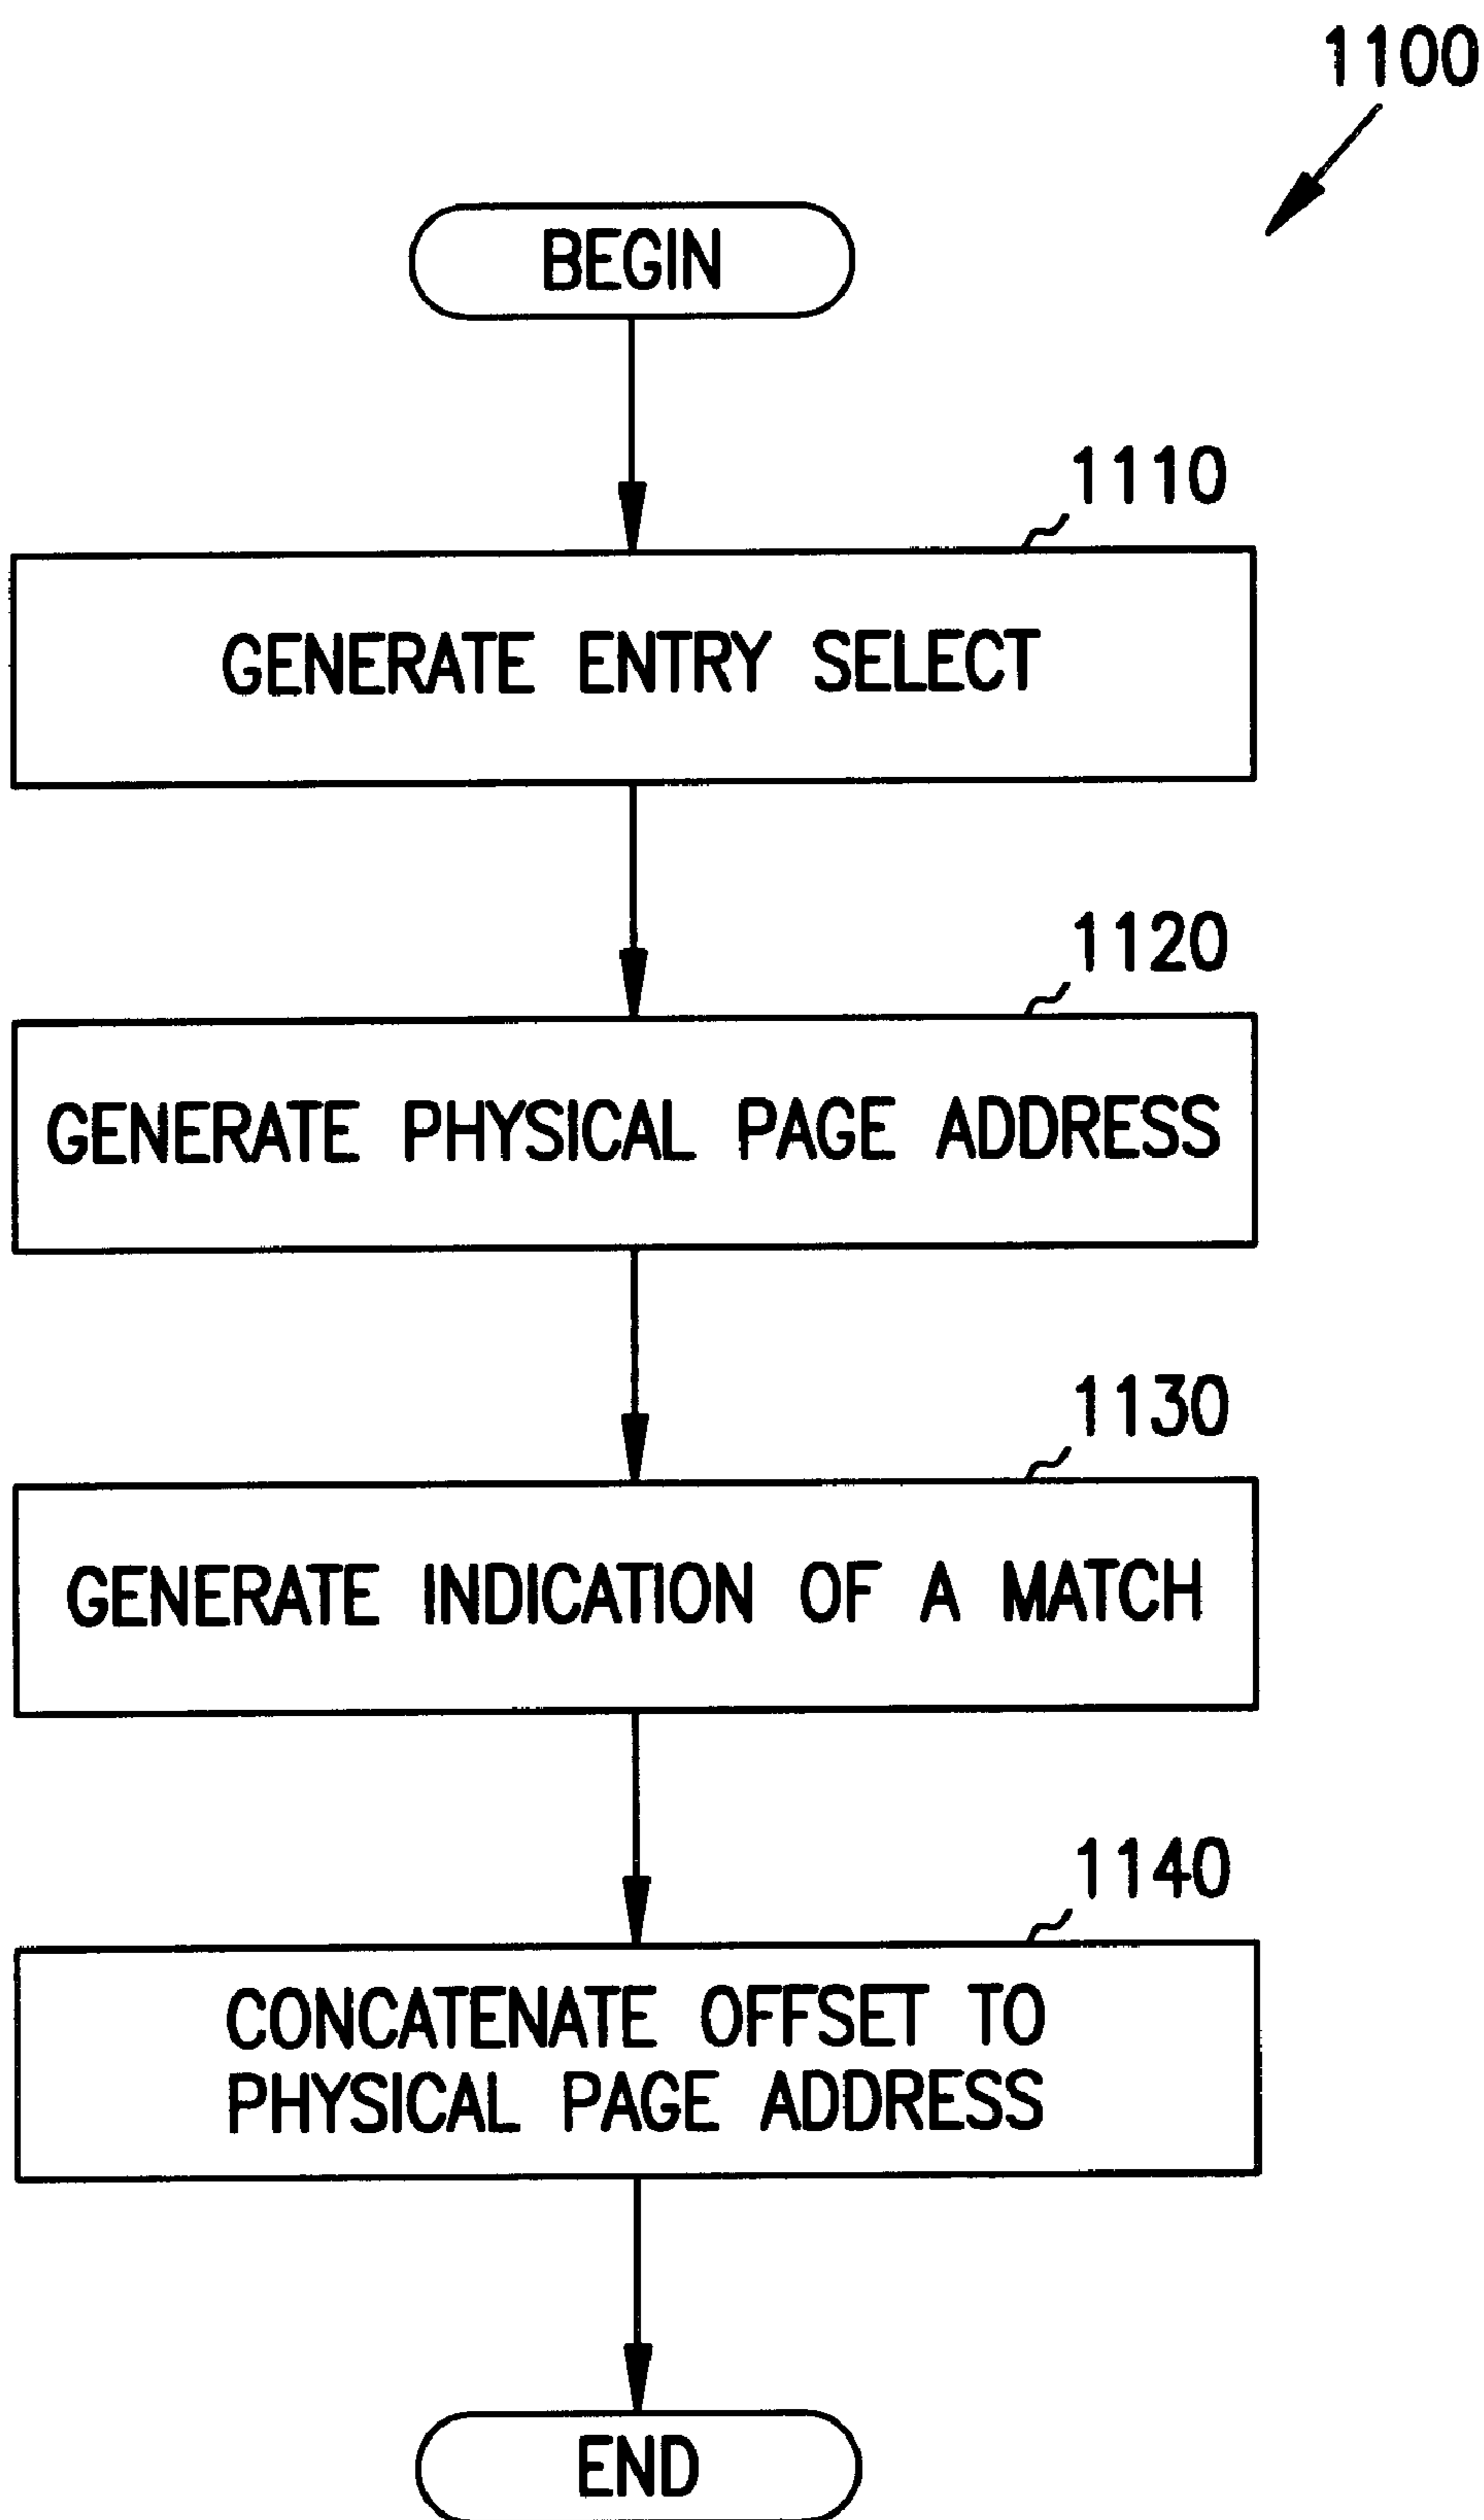 1100
BEGIN
1110
GENERATE ENTRY SELECT
1120
GENERATE PHYSICAL PAGE ADDRESS
1130
GENERATE INDICATION OF A MATCH
1140
CONCATENATE OFFSET TO
PHYSICAL PAGE ADDRESS
END